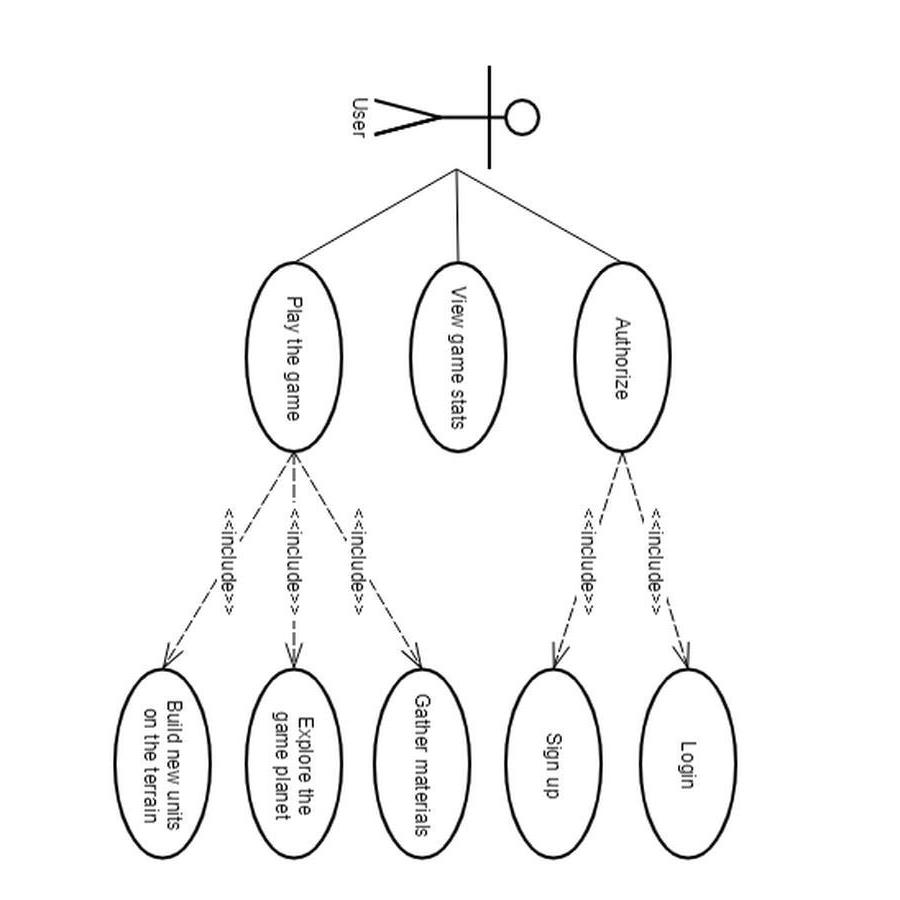 User
Authorize
View game stats
Play the game
<<include>>
<<include>>
<<include>>
<<include>>
<<include>>
Login
Sign up
Gather materials
Explore the
game planet
Build new units
on the terrain